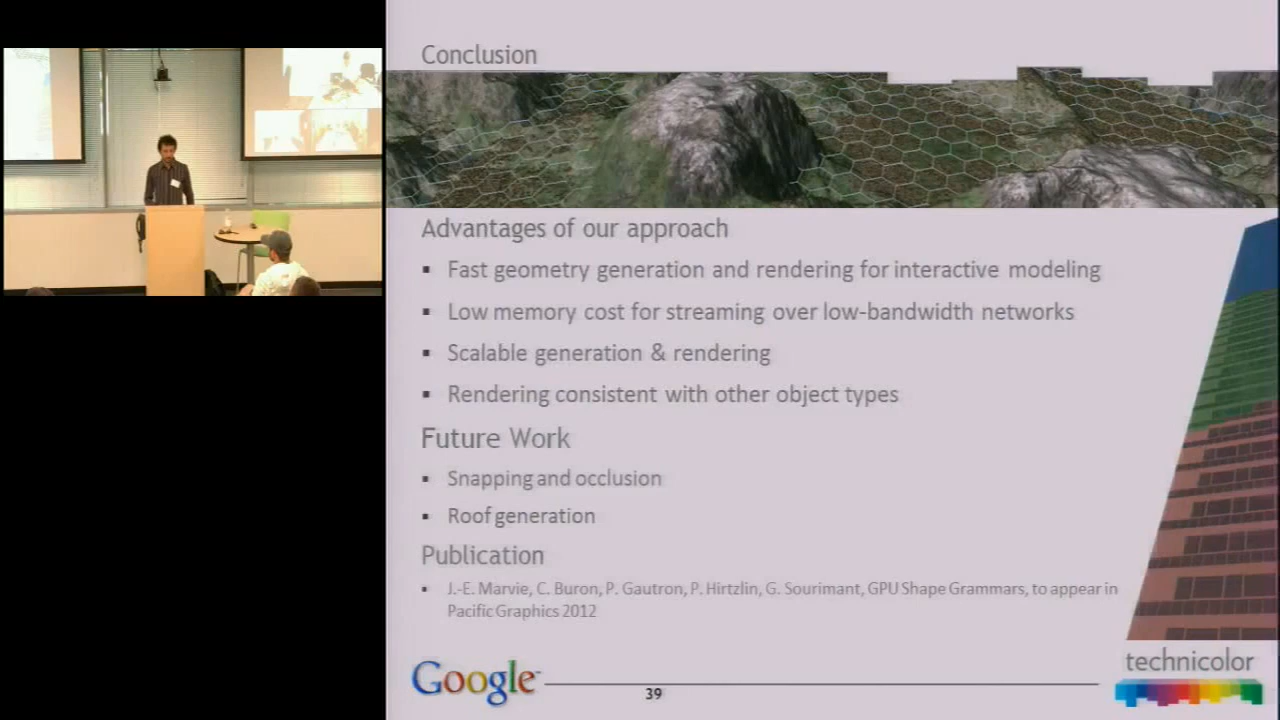 Conclusion
Advantages of our approach
▪ Fast geometry generation and rendering for interactive modeling
▪ Low memory cost for streaming over low-bandwidth networks
▪ Scalable generation & rendering
▪ Rendering consistent with other object types
Future Work
▪ Snapping and occlusion
▪ Roof generation
Publication
▪ J.-E. Marvie, C. Buron, P. Gautron, P. Hirtzlin, G. Sourimant, GPU Shape Grammars, to appear in
Pacific Graphics 2012
Google
39
technicolor